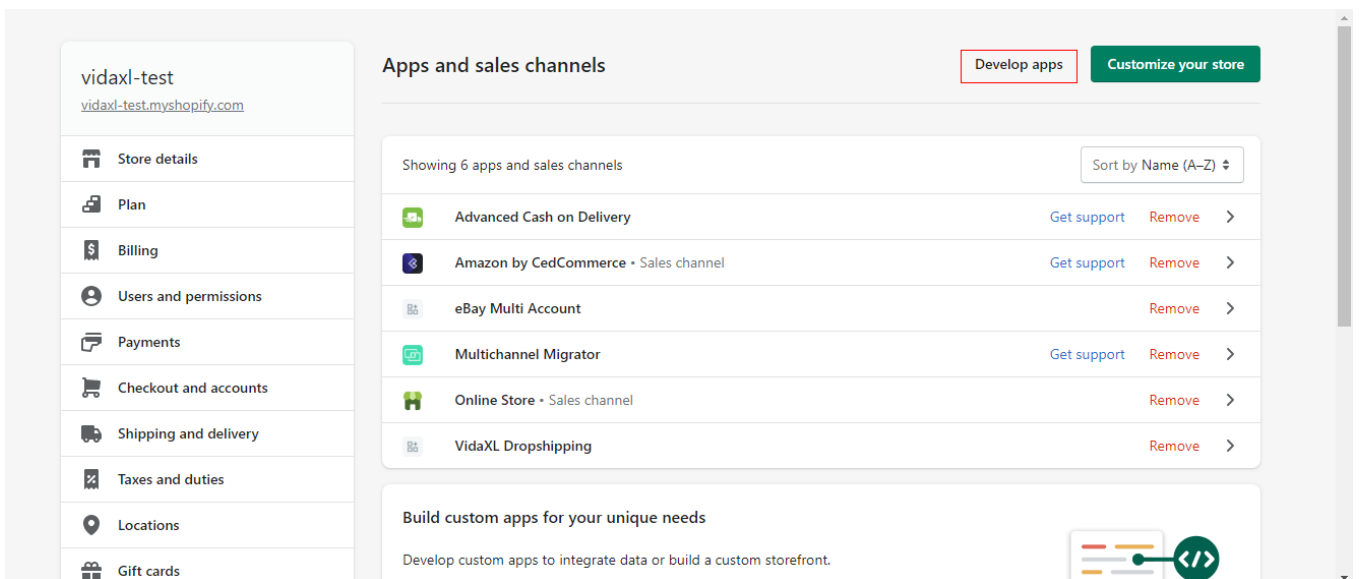 vidaxl-test
vidaxl-test.myshopify.com
Store details
Plan
Billing
Users and permissions
Payments
Checkout and accounts
Shipping and delivery
Taxes and duties
Locations
Gift cards
Apps and sales channels
Develop apps
Customize your store
Showing 6 apps and sales channels
Sort by Name (A–Z)
Advanced Cash on Delivery Get support Remove
Amazon by CedCommerce • Sales channel Get support Remove
eBay Multi Account Remove
Multichannel Migrator Get support Remove
Online Store • Sales channel Remove
VidaXL Dropshipping Remove
Build custom apps for your unique needs
Develop custom apps to integrate data or build a custom storefront.